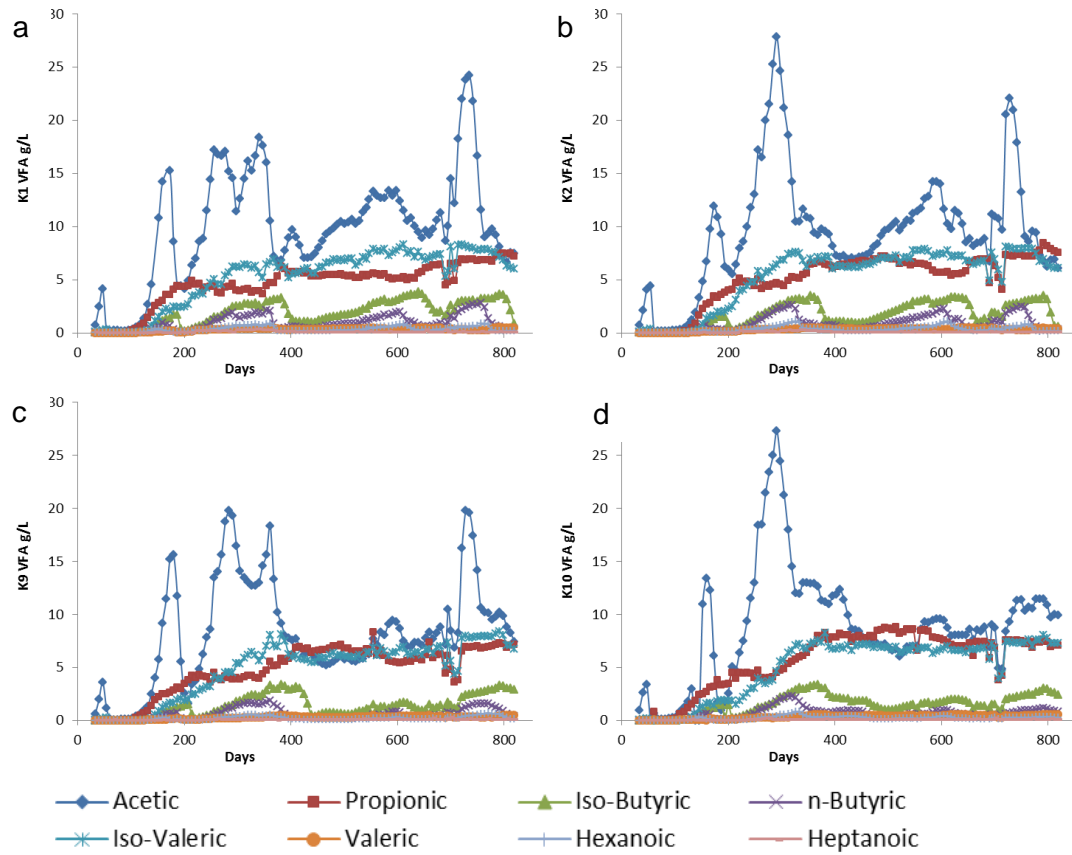 a
30
25
20
15
10
5
0
K1 VFA g/L
0 200 400 600 800
Days
b
30
25
20
15
10
5
0
K2 VFA g/L
0 200 400 600 800
Days
c
30
25
20
15
10
5
0
K9 VFA g/L
0 200 400 600 800
Days
d
25
20
15
10
5
0
K10 VFA g/L
0 200 400 600 800
Days
Acetic Propionic Iso-Butyric n-Butyric
Iso-Valeric Valeric Hexanoic Heptanoic